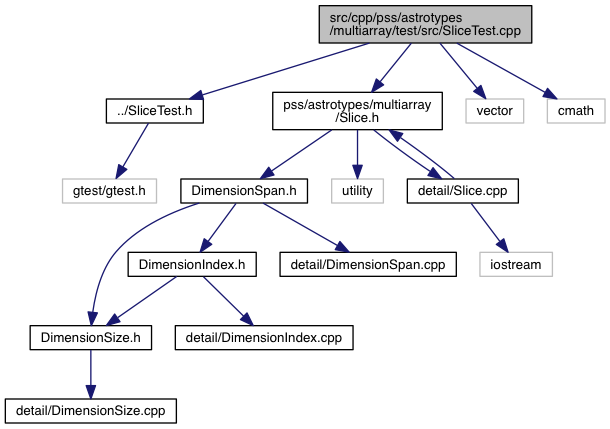 src/cpp/pss/astrotypes
/multiarray/test/src/SliceTest.cpp
../SliceTest.h
pss/astrotypes/multiarray
/Slice.h
vector
cmath
gtest/gtest.h
DimensionSpan.h
utility
detail/Slice.cpp
DimensionIndex.h
detail/DimensionSpan.cpp
iostream
DimensionSize.h
detail/DimensionIndex.cpp
detail/DimensionSize.cpp